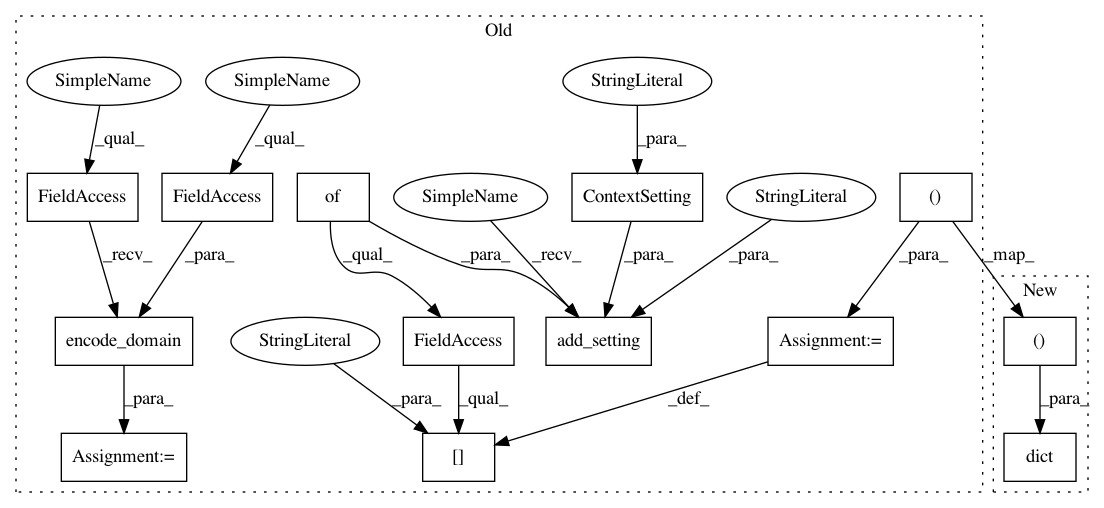 Old
SimpleName
SimpleName
StringLiteral
_qual_
_qual_
_para_
FieldAccess
FieldAccess
of
SimpleName
ContextSetting
StringLiteral
()
_recv_
_para_
_qual_
_para_
_recv_
_para_
_para_
_para_
_map_
New
encode_domain
StringLiteral
FieldAccess
add_setting
Assignment:=
()
_para_
_para_
_qual_
_def_
_para_
Assignment:=
[]
dict